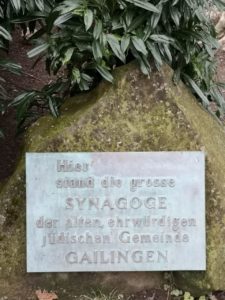 Hier
stand die grosse
SYNAGOGE
der alten, ehrwürdigen
jüdischen Gemeinde
GAILINGEN